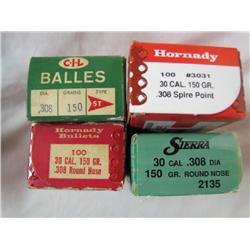 C-I-L
BALLES
DIA. GRAINS TYPE
.308 150 ST
Hornady
100 #3031
30 CAL. 150 GR.
.308 Spire Point
Hornady
Bullets
100
30 CAL. 150 GR.
.308 Round Nose
SIERRA
30 CAL. .308 DIA
150 GR. ROUND NOSE
2135